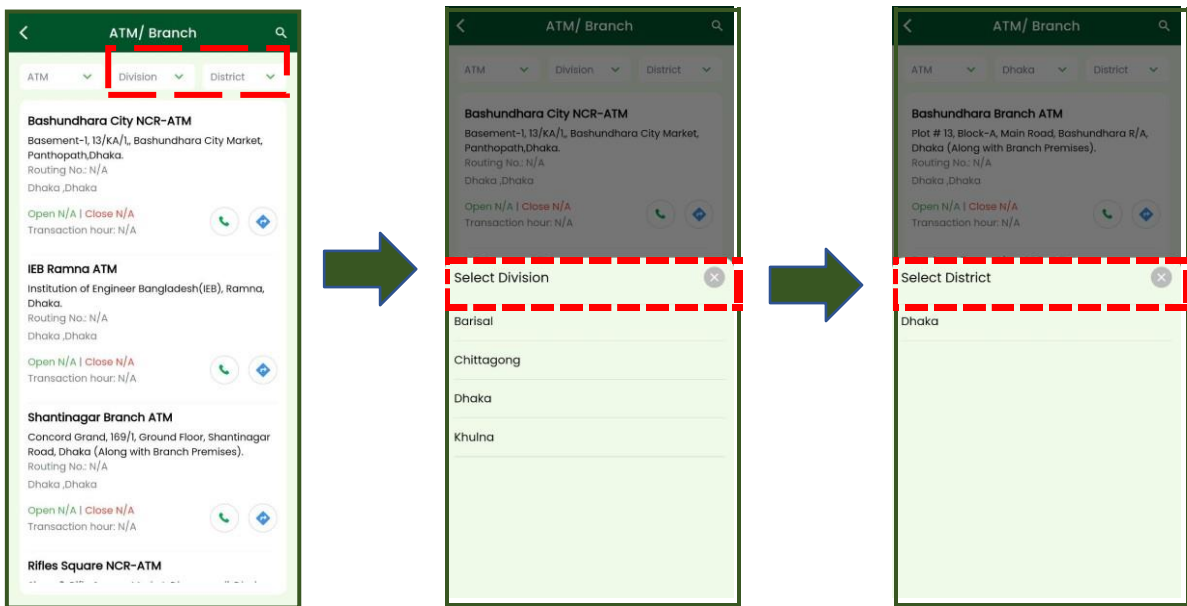 ATM/ Branch
ATM Division District
Bashundhara City NCR-ATM
Basement-1, 13/KA/1,, Bashundhara City Market,
Panthopath,Dhaka.
Routing No.: N/A
Dhaka ,Dhaka
Open N/A | Close N/A
Transaction hour: N/A
IEB Ramna ATM
Institution of Engineer Bangladesh(IEB), Ramna,
Dhaka.
Routing No.: N/A
Dhaka ,Dhaka
Open N/A | Close N/A
Transaction hour: N/A
Shantinagar Branch ATM
Concord Grand, 169/1, Ground Floor, Shantinagar
Road, Dhaka (Along with Branch Premises).
Routing No.: N/A
Dhaka ,Dhaka
Open N/A | Close N/A
Transaction hour: N/A
Rifles Square NCR-ATM
ATM/ Branch
ATM Division District
Bashundhara City NCR-ATM
Basement-1, 13/KA/1,, Bashundhara City Market,
Panthopath,Dhaka.
Routing No.: N/A
Dhaka ,Dhaka
Open N/A | Close N/A
Transaction hour: N/A
Select Division
Barisal
Chittagong
Dhaka
Khulna
ATM/ Branch
ATM Dhaka District
Bashundhara Branch ATM
Plot # 13, Block-A, Main Road, Bashundhara R/A,
Dhaka (Along with Branch Premises).
Routing No.: N/A
Dhaka ,Dhaka
Open N/A | Close N/A
Transaction hour: N/A
Select District
Dhaka